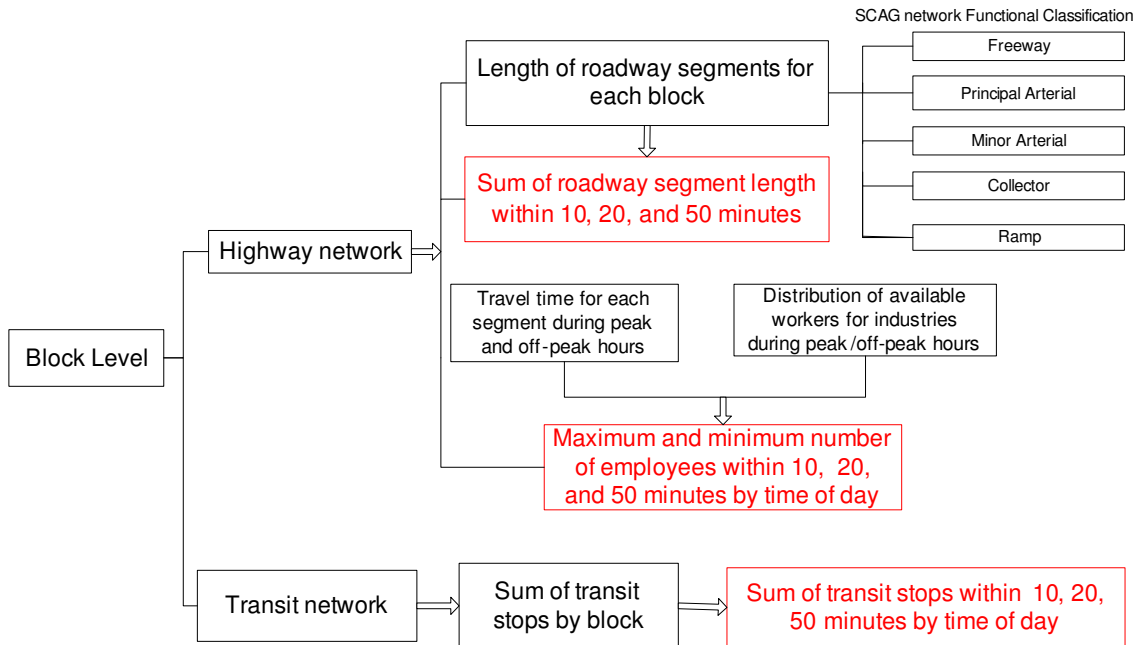 SCAG network Functional Classification
Freeway
Length of roadway segments for
each block
Principal Arterial
Minor Arterial
Sum of roadway segment length
within 10, 20, and 50 minutes
Collector
Ramp
Highway network
Travel time for each
segment during peak
and off-peak hours
Distribution of available
workers for industries
during peak/off-peak hours
Block Level
Maximum and minimum number
of employees within 10, 20,
and 50 minutes by time of day
Transit network
Sum of transit
stops by block
Sum of transit stops within 10, 20,
50 minutes by time of day